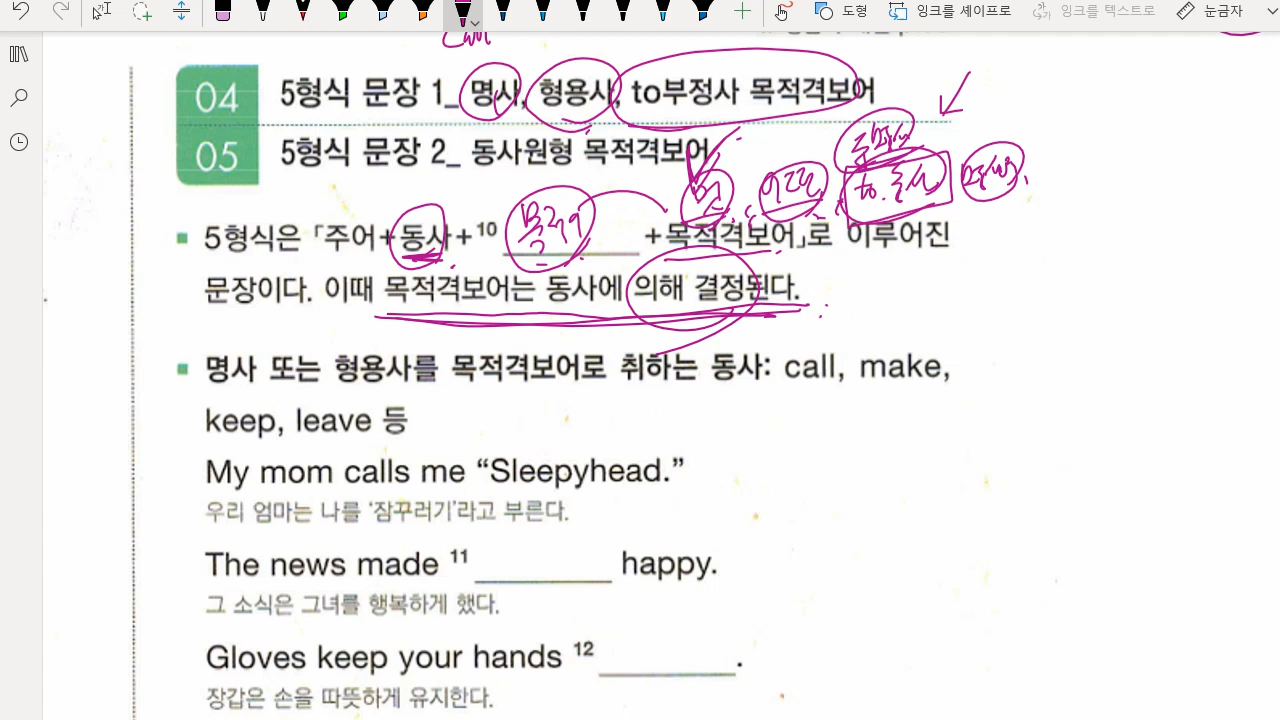 도형 잉크를 셰이프로 잉크를 텍스트로 눈금자
04 5형식 문장 1_ 명사, 형용사, to부정사 목적격보어
05 5형식 문장 2_ 동사원형 목적격보어
5형식은 「주어+동사+ 10 목적어 +목적격보어」로 이루어진
문장이다. 이때 목적격보어는 동사에 의해 결정된다.
명사 또는 형용사를 목적격보어로 취하는 동사: call, make,
keep, leave 등
My mom calls me “Sleepyhead.”
우리 엄마는 나를 ‘잠꾸러기’라고 부른다.
The news made 11 ________ happy.
그 소식은 그녀를 행복하게 했다.
Gloves keep your hands 12 ________.
장갑은 손을 따뜻하게 유지한다.